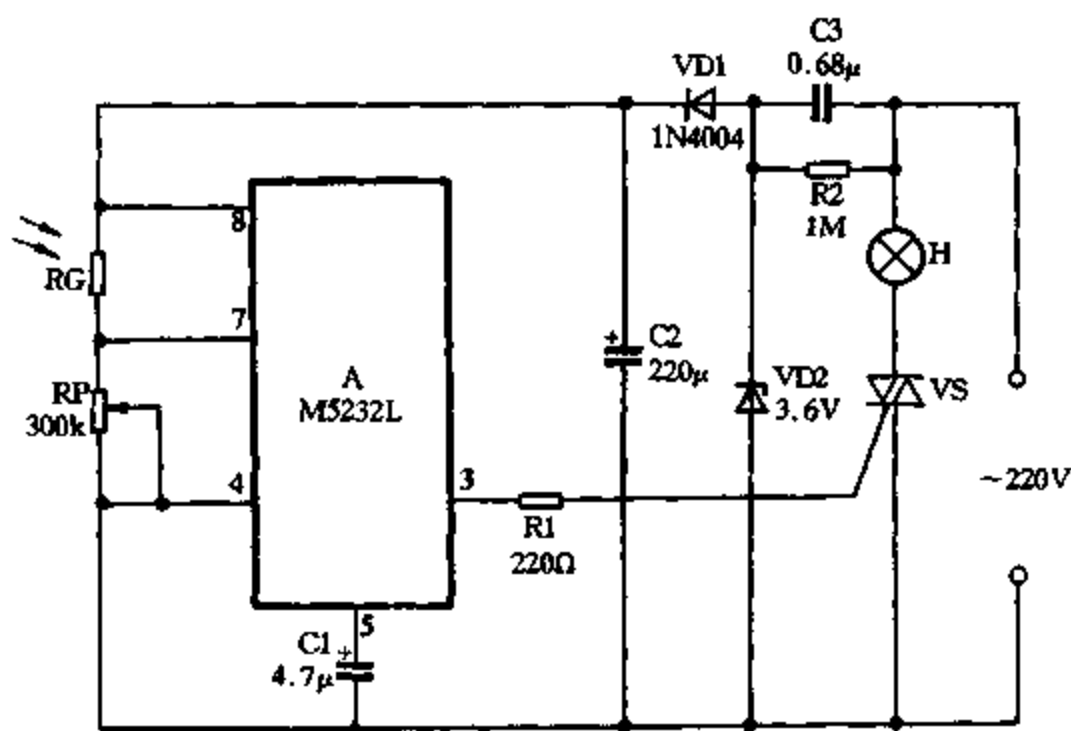 C3
0.68μ
VD1
1N4004
R2
1M
8
RG
H
7
A
M5232L
C2
220μ
VD2
3.6V
VS
RP
300k
4
3
R1
220Ω
~220V
5
C1
4.7μ
+
+